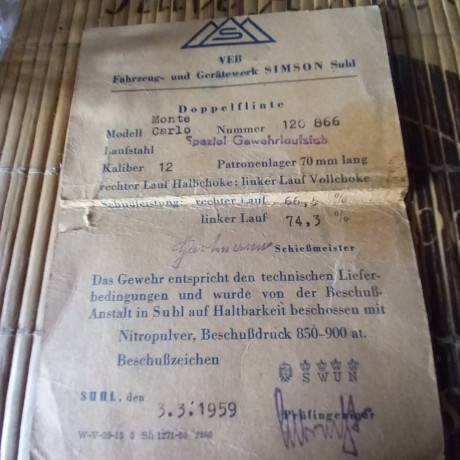 S
VEB
Fahrzeug- und Gerätewerk SIMSON Suhl
Doppelflinte
Modell Monte Carlo Nummer 120 866
Laufstahl Spezial Gewehrlaufstahl
Kaliber 12 Patronenlager 70 mm lang
rechter Lauf Halbchoke; linker Lauf Vollchoke
Schußleistung: rechter Lauf 66,5 %
linker Lauf 74,3 %
Schießmeister
Das Gewehr entspricht den technischen Liefer-
bedingungen und wurde von der Beschuß-
Anstalt in Suhl auf Haltbarkeit beschossen mit
Nitropulver, Beschußdruck 850-900 at.
Beschußzeichen
S W U N
SUHL, den 3.3.1959 Prüfingenieur